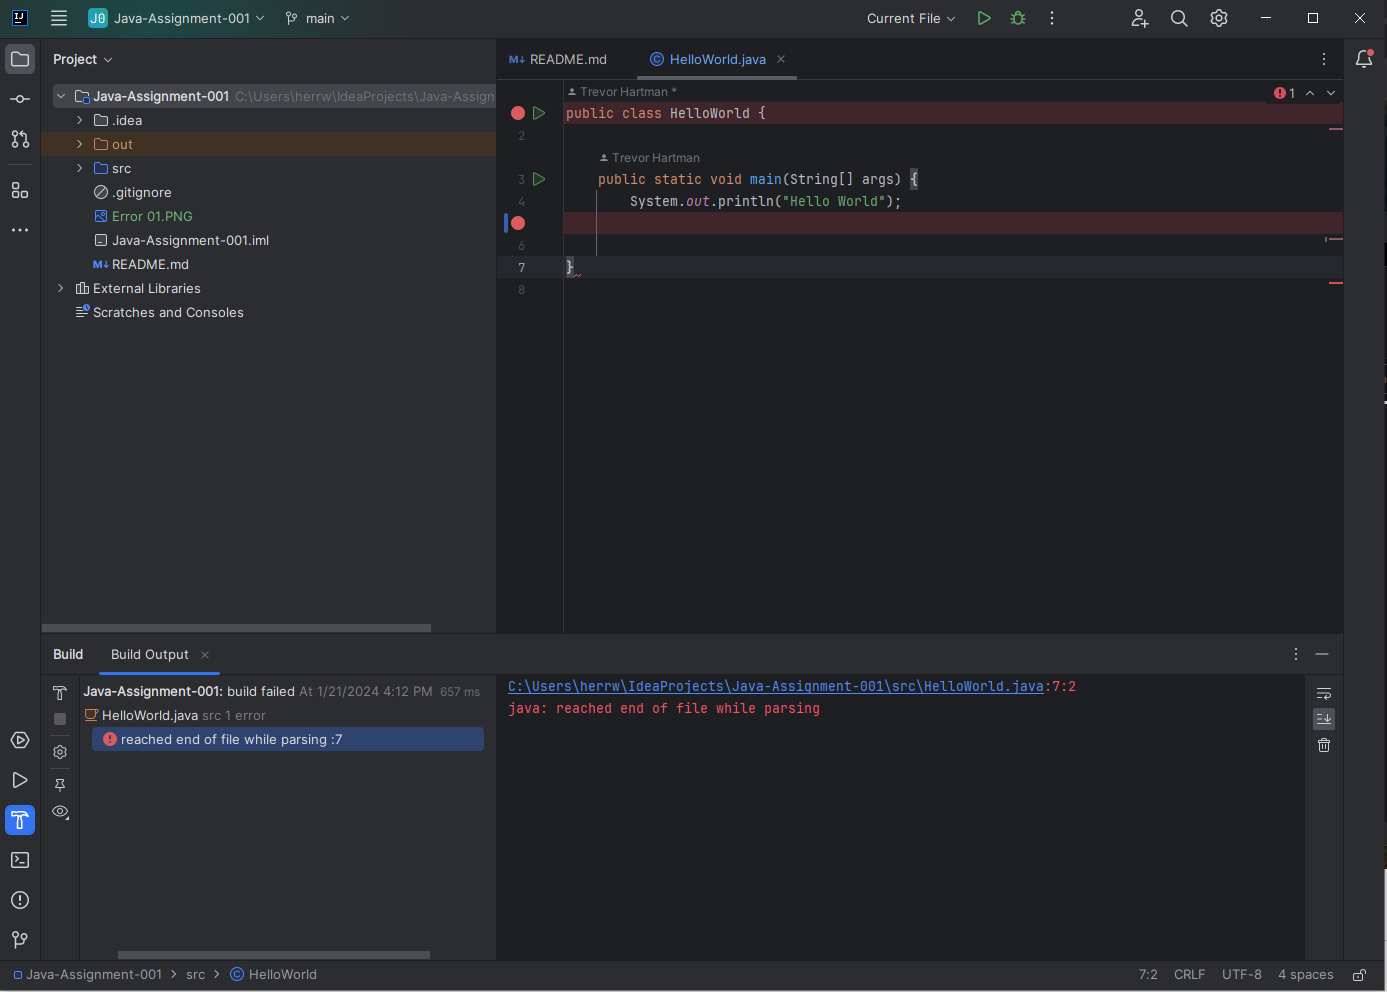 Java-Assignment-001 main Current File
Project
README.md HelloWorld.java
Java-Assignment-001 C:\Users\herrw\IdeaProjects\Java-Assign
.idea
out
src
.gitignore
Error 01.PNG
Java-Assignment-001.iml
README.md
External Libraries
Scratches and Consoles
Trevor Hartman *
1
public class HelloWorld {
2
Trevor Hartman
3 public static void main(String[] args) {
4 System.out.println("Hello World");
6
7 }
8
Build Build Output
Java-Assignment-001: build failed At 1/21/2024 4:12 PM 657 ms
HelloWorld.java src 1 error
reached end of file while parsing :7
C:\Users\herrw\IdeaProjects\Java-Assignment-001\src\HelloWorld.java:7:2
java: reached end of file while parsing
Java-Assignment-001 > src > HelloWorld
7:2 CRLF UTF-8 4 spaces